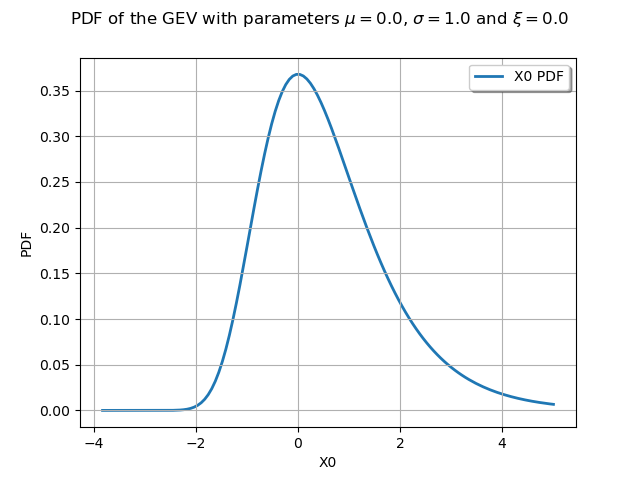 PDF of the GEV with parameters μ = 0.0, σ = 1.0 and ξ = 0.0
X0 PDF
0.35
0.30
0.25
0.20
0.15
0.10
0.05
0.00
PDF
−4 −2 0 2 4
X0